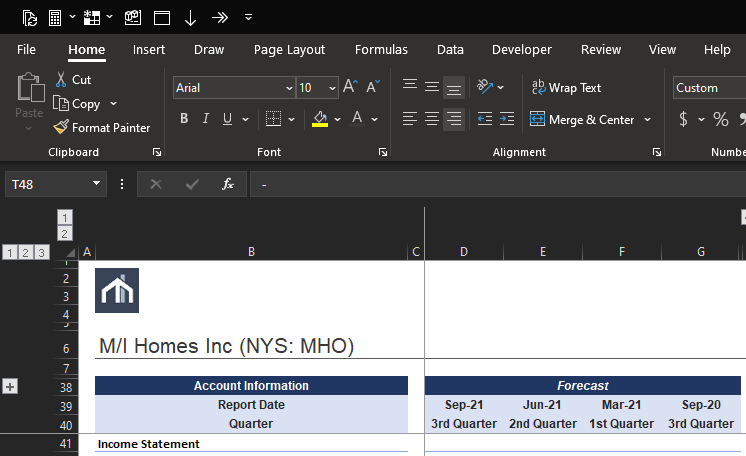 File Home Insert Draw Page Layout Formulas Data Developer Review View Help
Cut
Copy
Format Painter
Paste
Clipboard
Arial 10 A A
B I U A
Font
Wrap Text
Merge & Center
Alignment
Custom
$ %
T48 fx -
1
2
1 2 3 A B C D E F G
2
3
4
6 M/I Homes Inc (NYS: MHO)
7
38 Account Information Forecast
39 Report Date Sep-21 Jun-21 Mar-21 Sep-20
40 Quarter 3rd Quarter 2nd Quarter 1st Quarter 3rd Quarter
41 Income Statement